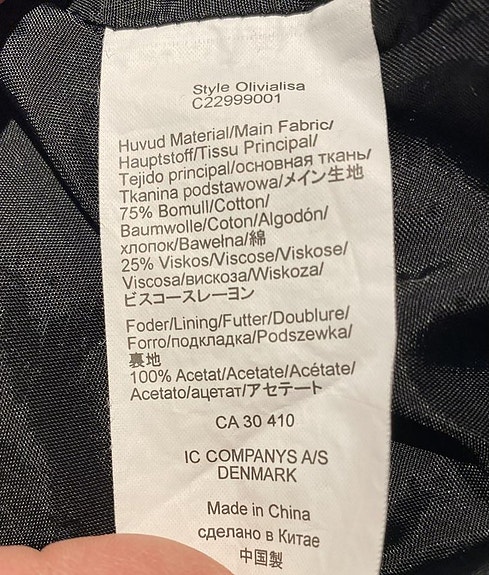 Style Olivialisa
C22999001
Huvud Material/Main Fabric/
Hauptstoff/Tissu Principal/
Tejido principal/основная ткань/
Tkanina podstawowa/メイン生地
75% Bomull/Cotton/
Baumwolle/Coton/Algodón/
хлопок/Bawełna/綿
25% Viskos/Viscose/Viskose/
Viscosa/вискоза/Wiskoza/
ビスコースレーヨン
Foder/Lining/Futter/Doublure/
Forro/подкладка/Podszewka/
裏地
100% Acetat/Acetate/Acétate/
Acetato/ацетат/アセテート
CA 30 410
IC COMPANYS A/S
DENMARK
Made in China
сделано в Китае
中国製